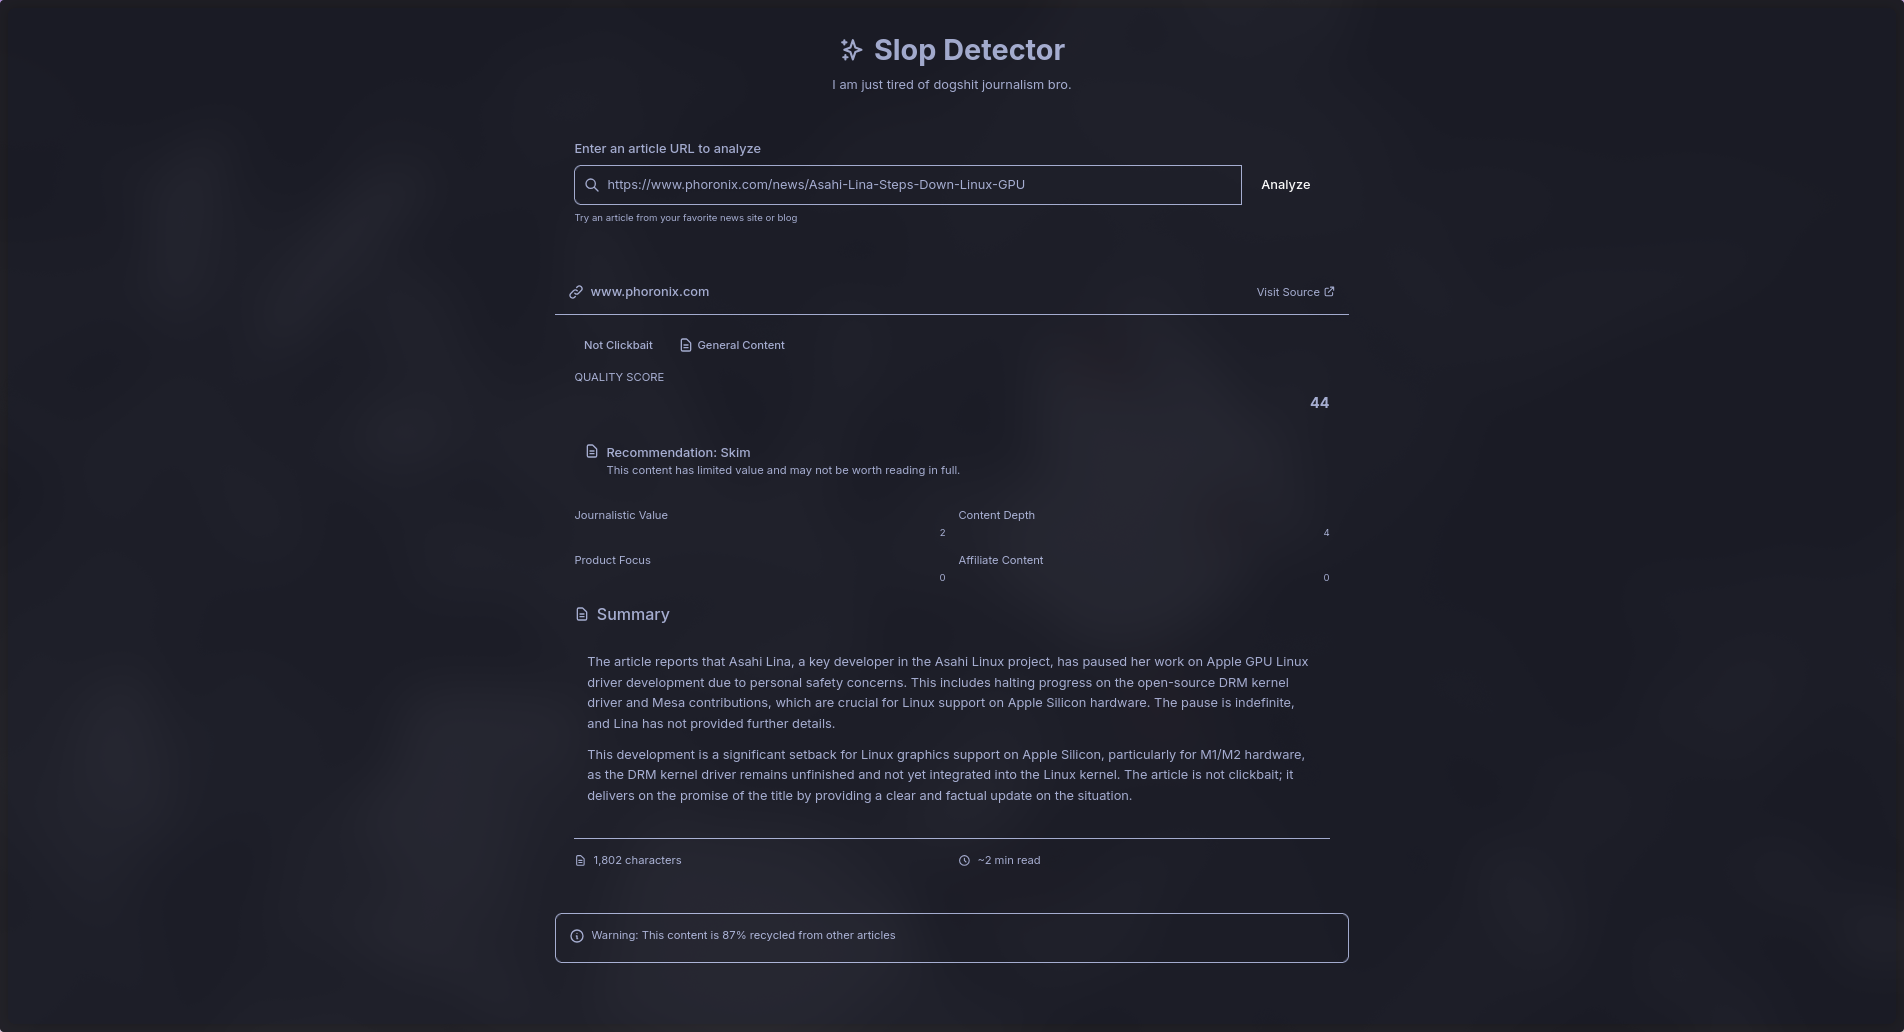 Slop Detector
I am just tired of dogshit journalism bro.
Enter an article URL to analyze
https://www.phoronix.com/news/Asahi-Lina-Steps-Down-Linux-GPU
Analyze
Try an article from your favorite news site or blog
www.phoronix.com
Visit Source
Not Clickbait
General Content
QUALITY SCORE
44
Recommendation: Skim
This content has limited value and may not be worth reading in full.
Journalistic Value
2
Content Depth
4
Product Focus
0
Affiliate Content
0
Summary
The article reports that Asahi Lina, a key developer in the Asahi Linux project, has paused her work on Apple GPU Linux
driver development due to personal safety concerns. This includes halting progress on the open-source DRM kernel
driver and Mesa contributions, which are crucial for Linux support on Apple Silicon hardware. The pause is indefinite,
and Lina has not provided further details.
This development is a significant setback for Linux graphics support on Apple Silicon, particularly for M1/M2 hardware,
as the DRM kernel driver remains unfinished and not yet integrated into the Linux kernel. The article is not clickbait; it
delivers on the promise of the title by providing a clear and factual update on the situation.
1,802 characters
~2 min read
Warning: This content is 87% recycled from other articles